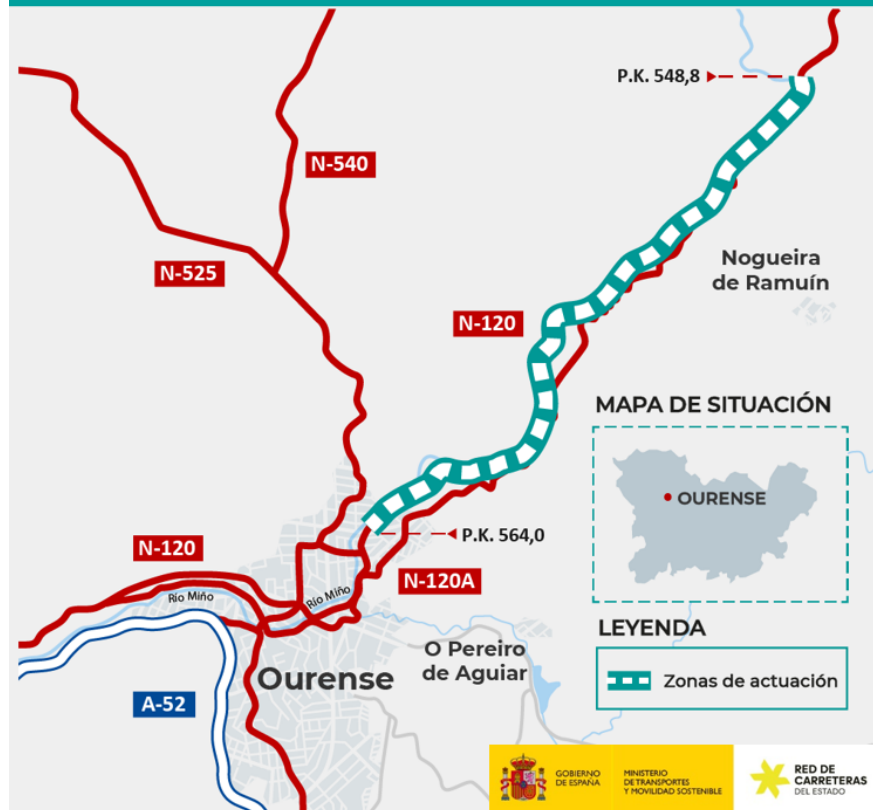 P.K. 548,8
N-540
N-525
Nogueira
de Ramuín
N-120
MAPA DE SITUACIÓN
OURENSE
P.K. 564,0
N-120
N-120A
Río Miño
Río Miño
LEYENDA
Zonas de actuación
O Pereiro
de Aguiar
Ourense
A-52
GOBIERNO
DE ESPAÑA
MINISTERIO
DE TRANSPORTES
Y MOVILIDAD SOSTENIBLE
RED DE
CARRETERAS
DEL ESTADO